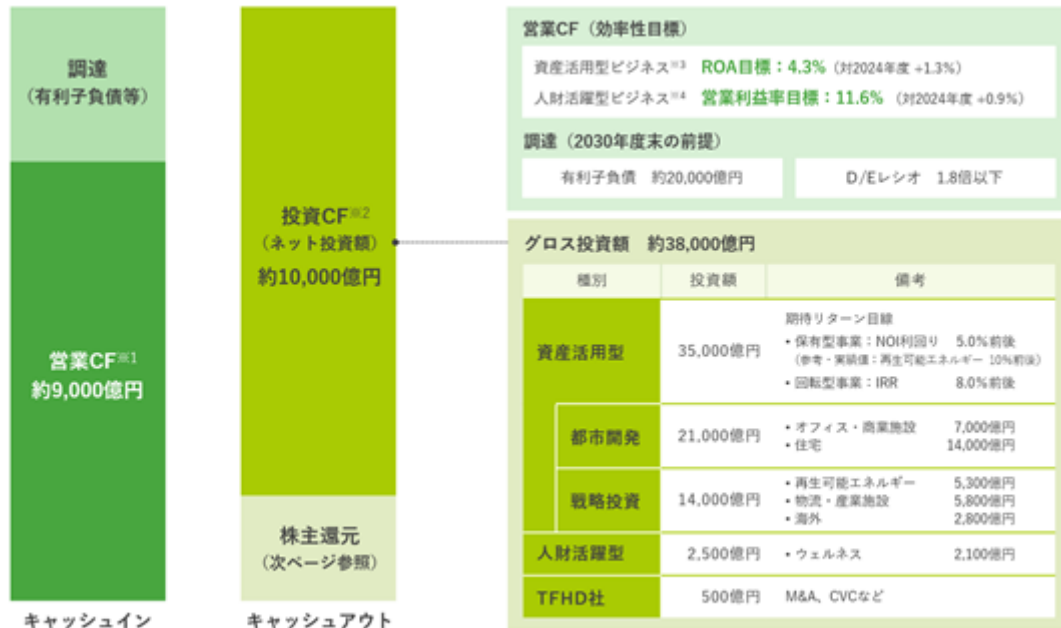 調達
（有利子負債等）
営業CF※1
約9,000億円
キャッシュイン
投資CF※2
（ネット投資額）
約10,000億円
株主還元
（次ページ参照）
キャッシュアウト
営業CF（効率性目標）
資産活用型ビジネス※3 ROA目標：4.3%（対2024年度 +1.3%）
人財活躍型ビジネス※4 営業利益率目標：11.6%（対2024年度 +0.9%）
調達（2030年度末の前提）
有利子負債 約20,000億円
D/Eレシオ 1.8倍以下
グロス投資額 約38,000億円
種別 投資額 備考
資産活用型 35,000億円
期待リターン目線
・保有型事業：NOI利回り 5.0%前後
（参考・実績値：再生可能エネルギー 10%前後）
・回転型事業：IRR 8.0%前後
都市開発 21,000億円
・オフィス・商業施設 7,000億円
・住宅 14,000億円
戦略投資 14,000億円
・再生可能エネルギー 5,300億円
・物流・産業施設 5,800億円
・海外 2,800億円
人財活躍型 2,500億円 ・ウェルネス 2,100億円
TFHD社 500億円 M&A、CVCなど